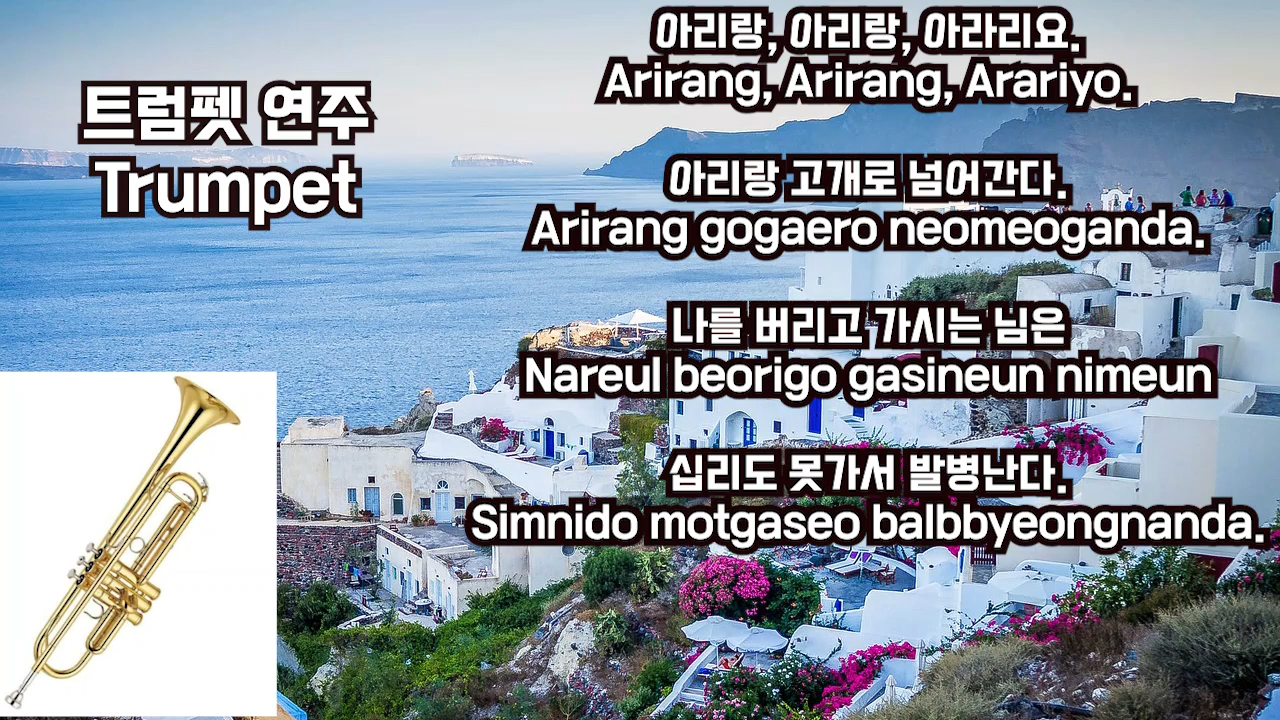 트럼펫 연주
Trumpet
아리랑, 아리랑, 아라리요.
Arirang, Arirang, Arariyo.
아리랑 고개로 넘어간다.
Arirang gogaero neomeoganda.
나를 버리고 가시는 님은
Nareul beorigo gasineun nimeun
십리도 못가서 발병난다.
Simnido motgaseo balbbyeongnanda.